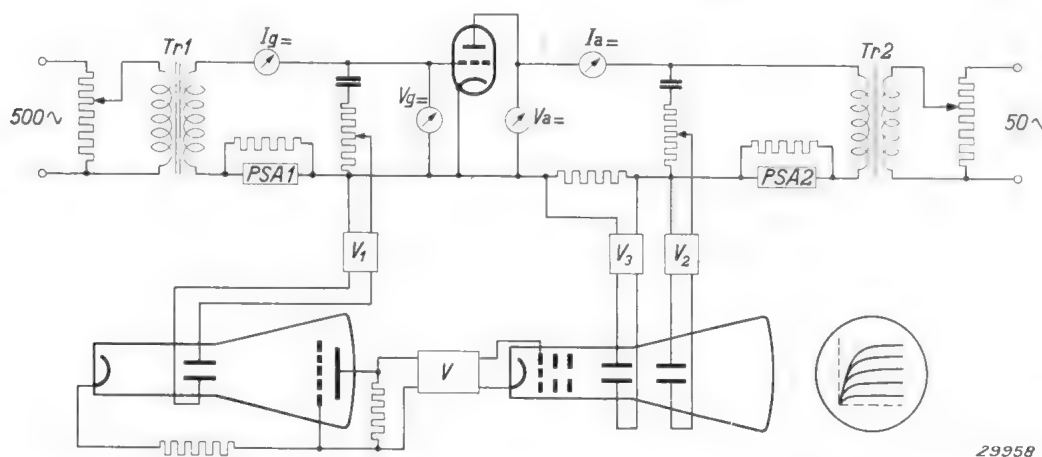 Tr1
Ig=
Ia=
Tr2
500~
Vg=
Va=
50~
PSA1
PSA2
V1
V3
V2
V
29958